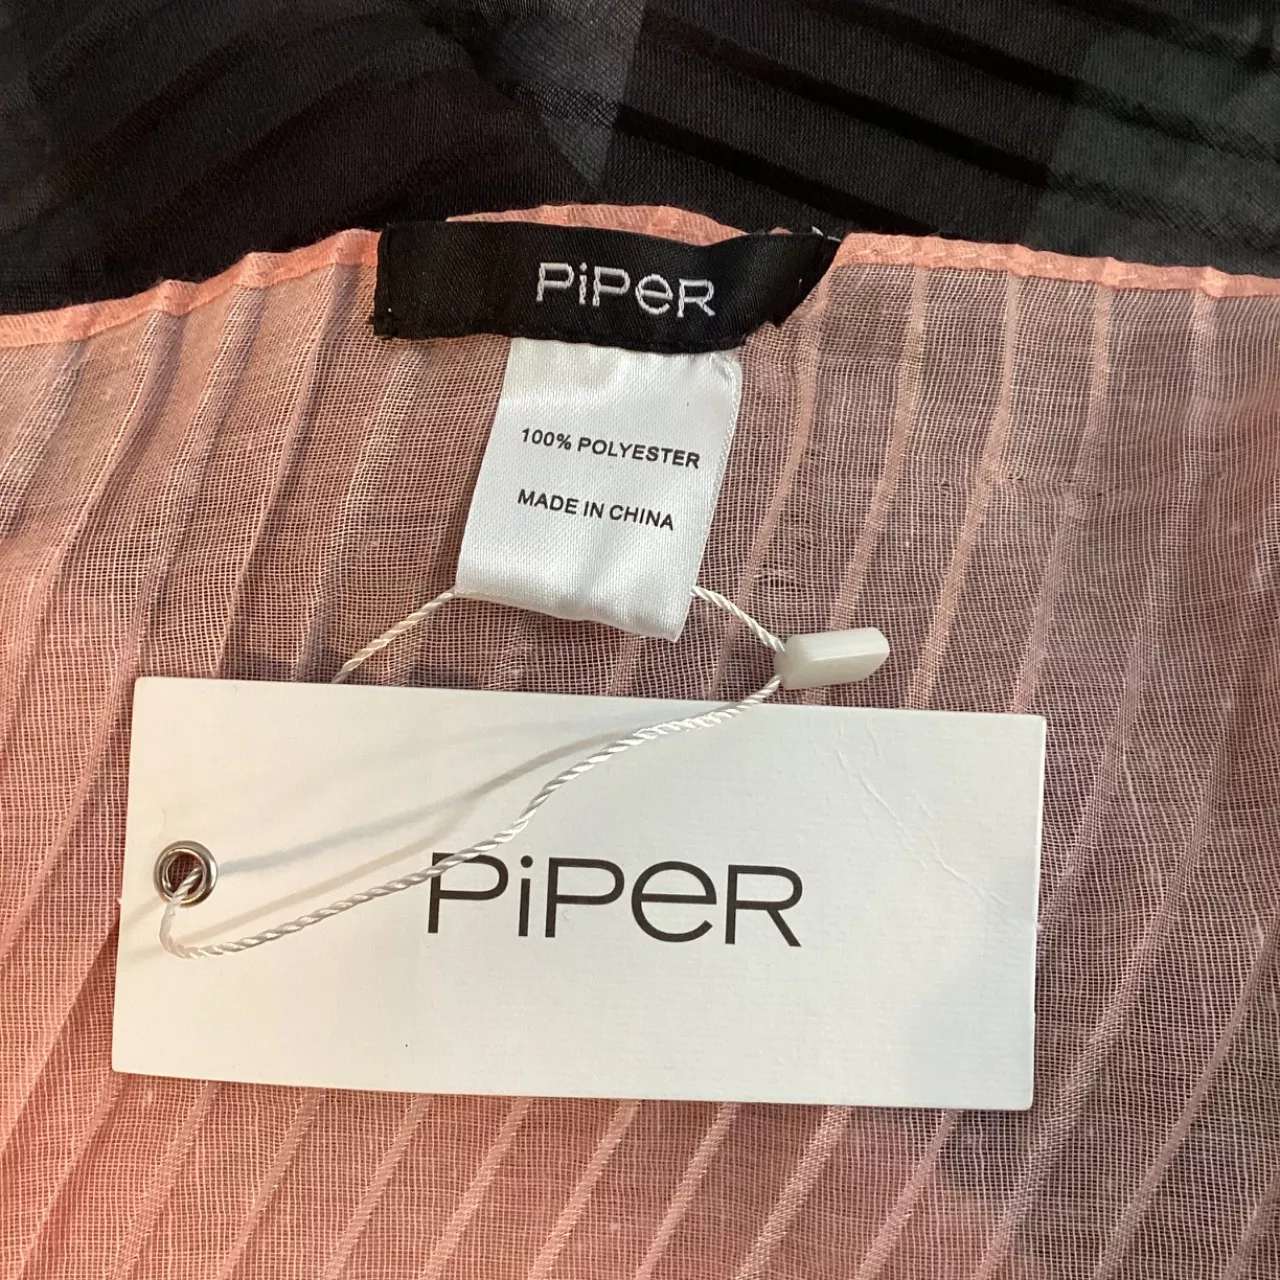 PiPeR
100% POLYESTER
MADE IN CHINA
PiPeR